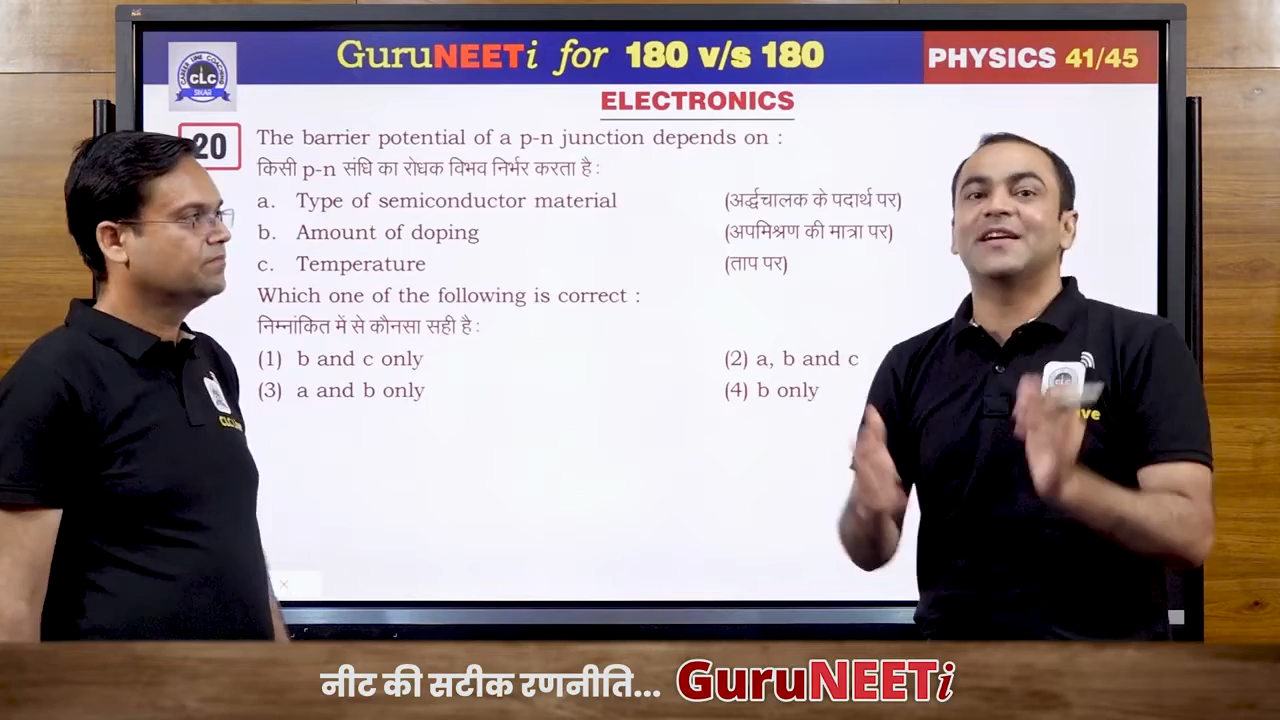 GuruNEETi for 180 v/s 180
PHYSICS 41/45
CLC
SIKAR
ELECTRONICS
20
The barrier potential of a p-n junction depends on :
किसी p-n संधि का रोधक विभव निर्भर करता है :
a. Type of semiconductor material (अर्द्धचालक के पदार्थ पर)
b. Amount of doping (अपमिश्रण की मात्रा पर)
c. Temperature (ताप पर)
Which one of the following is correct :
निम्नांकित में से कौनसा सही है :
(1) b and c only (2) a, b and c
(3) a and b only (4) b only
नीट की सटीक रणनीति... GuruNEETi